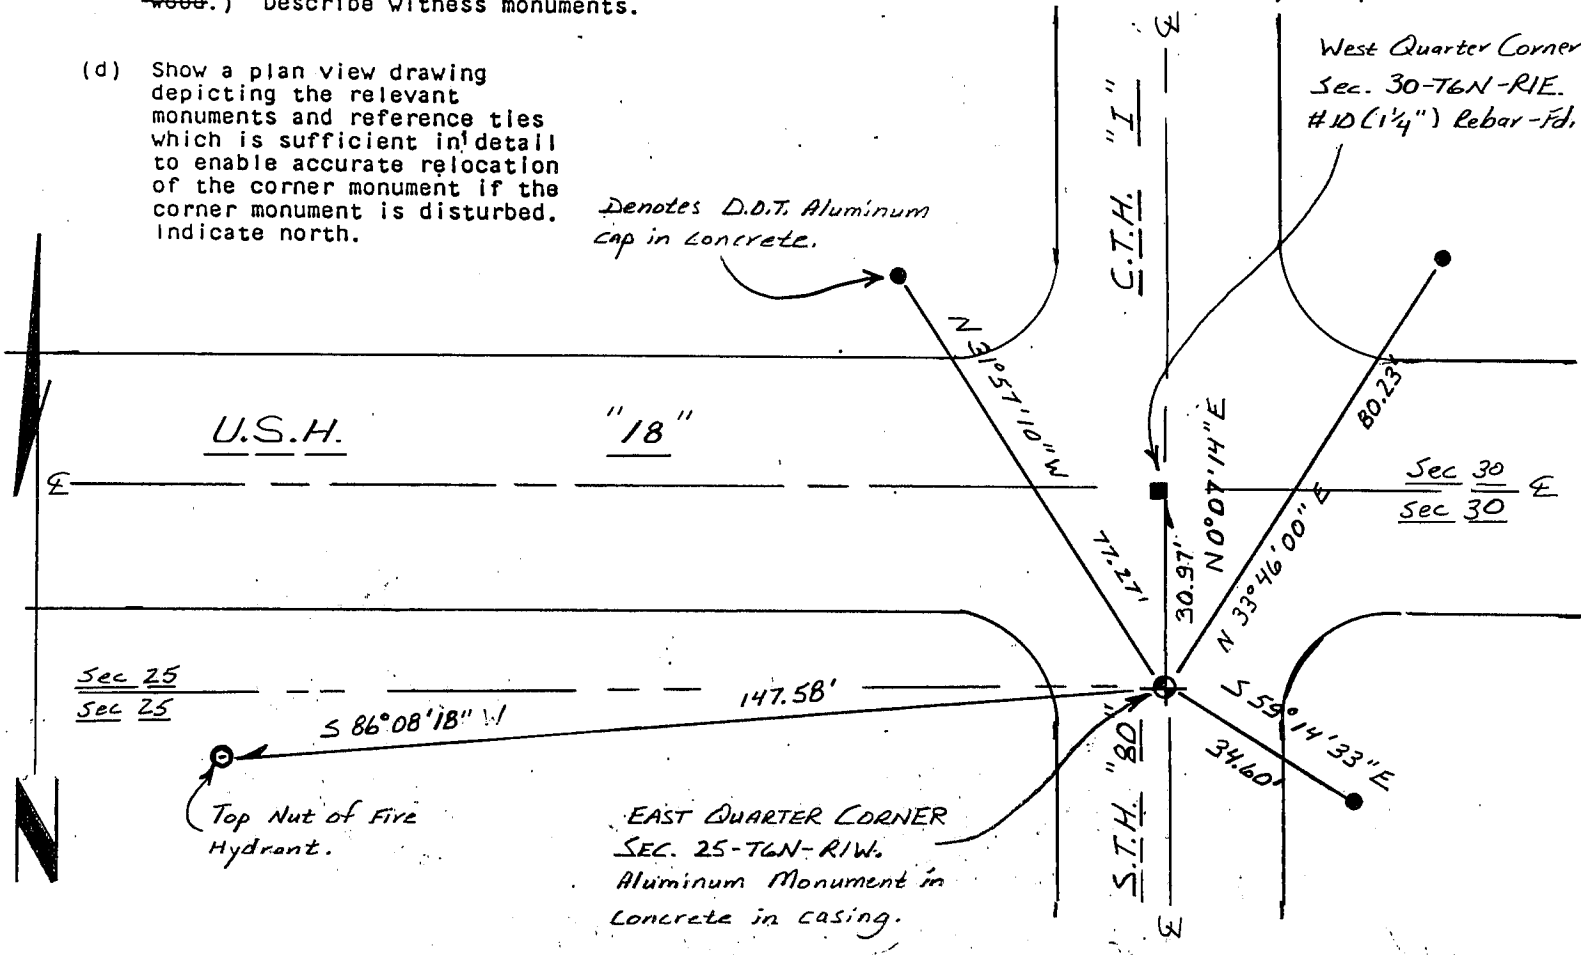 wood.) Describe witness monuments.
(d) Show a plan view drawing
depicting the relevant
monuments and reference ties
which is sufficient in detail
to enable accurate relocation
of the corner monument if the
corner monument is disturbed.
Indicate north.
Denotes D.O.T. Aluminum
cap in concrete.
C.T.H. "I"
West Quarter Corner
Sec. 30-T6N-R1E.
#10 (1¼") Rebar-Fd.
N 31°57'10" W
77.27'
N 0°07'14" E
30.97'
80.23'
N 33°46'00" E
U.S.H. "18"
℄
℄
Sec 30 ℄
Sec 30
Sec 25
Sec 25
S 86°08'18" W
147.58'
S 59°14'33" E
34.60'
S.T.H. "80"
℄
Top Nut of Fire
Hydrant.
EAST QUARTER CORNER
SEC. 25-T6N-R1W.
Aluminum Monument in
Concrete in casing.
N